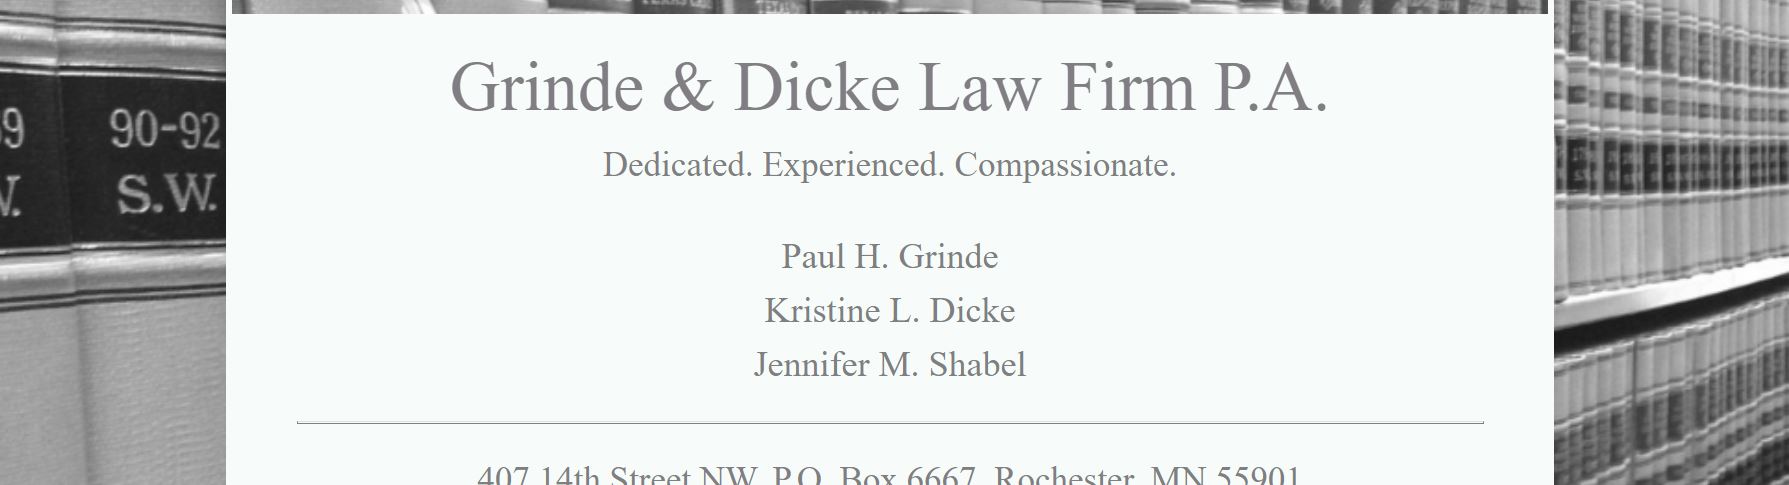 Grinde & Dicke Law Firm P.A.
Dedicated. Experienced. Compassionate.
Paul H. Grinde
Kristine L. Dicke
Jennifer M. Shabel
407 14th Street NW, P.O. Box 6667, Rochester, MN 55901
90-92
S.W.